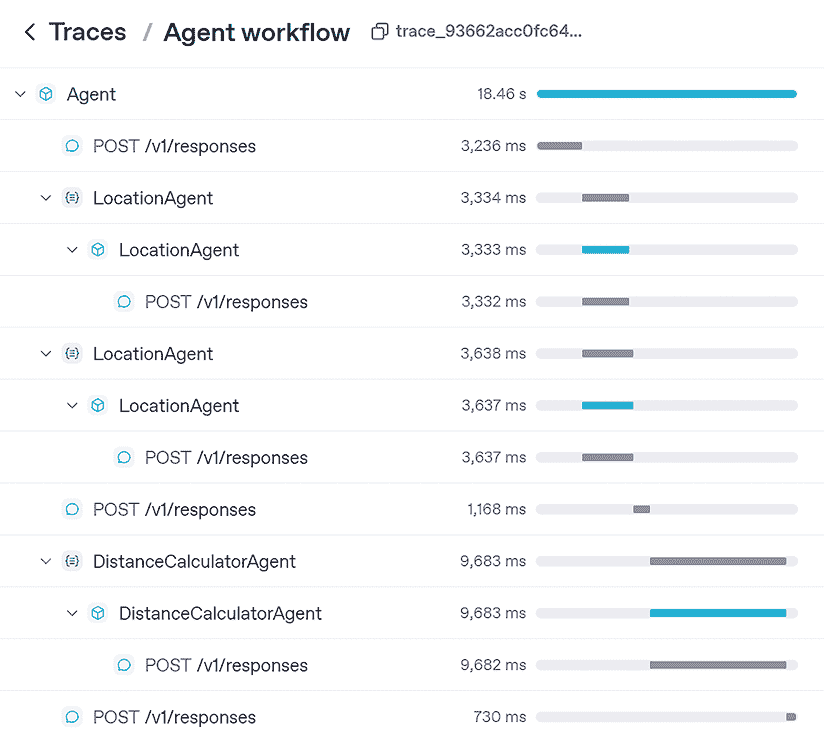 Traces / Agent workflow trace_93662acc0fc64...
Agent 18.46 s
POST /v1/responses 3,236 ms
LocationAgent 3,334 ms
LocationAgent 3,333 ms
POST /v1/responses 3,332 ms
LocationAgent 3,638 ms
LocationAgent 3,637 ms
POST /v1/responses 3,637 ms
POST /v1/responses 1,168 ms
DistanceCalculatorAgent 9,683 ms
DistanceCalculatorAgent 9,683 ms
POST /v1/responses 9,682 ms
POST /v1/responses 730 ms